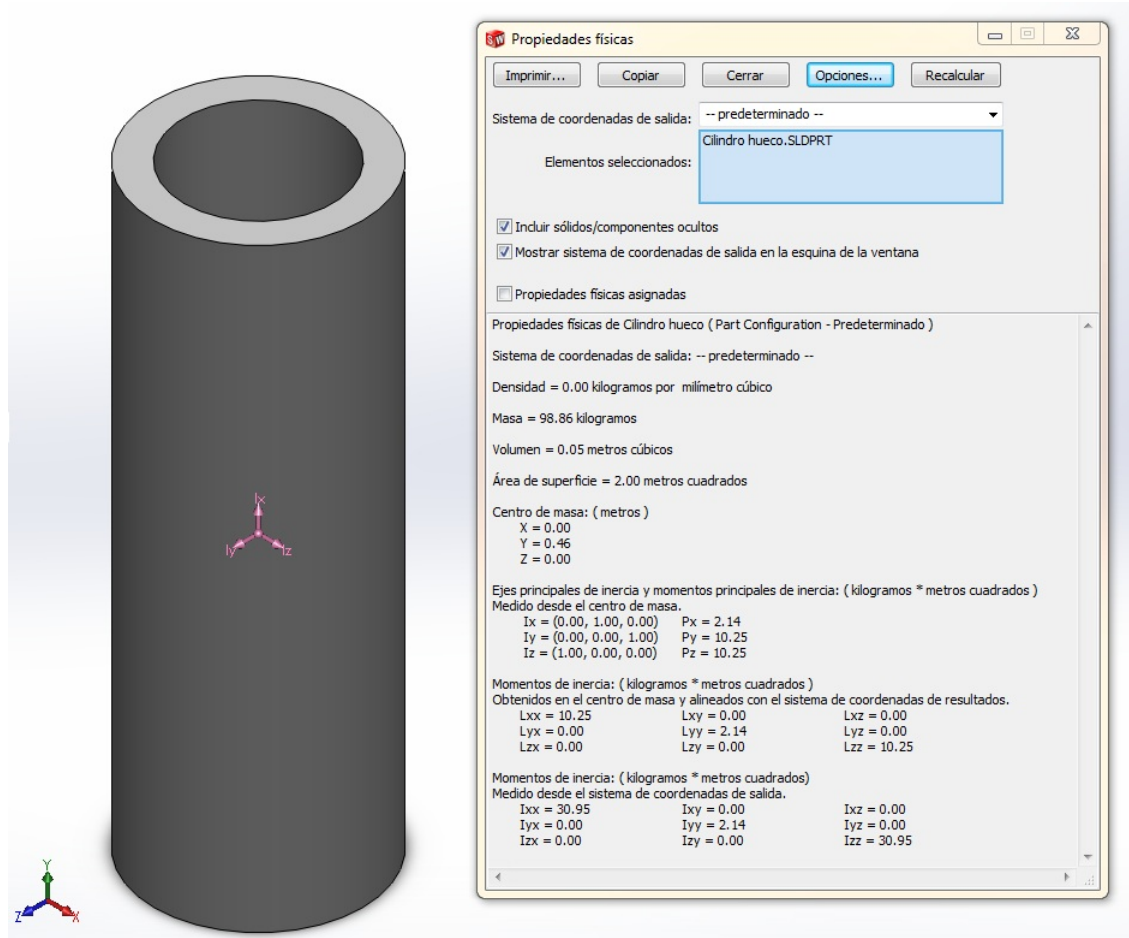 Propiedades físicas
Imprimir... Copiar Cerrar Opciones... Recalcular
Sistema de coordenadas de salida: -- predeterminado --
Elementos seleccionados: Cilindro hueco.SLDPRT
Incluir sólidos/componentes ocultos
Mostrar sistema de coordenadas de salida en la esquina de la ventana
Propiedades físicas asignadas
Propiedades físicas de Cilindro hueco ( Part Configuration - Predeterminado )
Sistema de coordenadas de salida: -- predeterminado --
Densidad = 0.00 kilogramos por milímetro cúbico
Masa = 98.86 kilogramos
Volumen = 0.05 metros cúbicos
Área de superficie = 2.00 metros cuadrados
Centro de masa: ( metros )
X = 0.00
Y = 0.46
Z = 0.00
Ejes principales de inercia y momentos principales de inercia: ( kilogramos * metros cuadrados )
Medido desde el centro de masa.
Ix = (0.00, 1.00, 0.00) Px = 2.14
Iy = (0.00, 0.00, 1.00) Py = 10.25
Iz = (1.00, 0.00, 0.00) Pz = 10.25
Momentos de inercia: ( kilogramos * metros cuadrados )
Obtenidos en el centro de masa y alineados con el sistema de coordenadas de resultados.
Lxx = 10.25 Lxy = 0.00 Lxz = 0.00
Lyx = 0.00 Lyy = 2.14 Lyz = 0.00
Lzx = 0.00 Lzy = 0.00 Lzz = 10.25
Momentos de inercia: ( kilogramos * metros cuadrados)
Medido desde el sistema de coordenadas de salida.
Ixx = 30.95 Ixy = 0.00 Ixz = 0.00
Iyx = 0.00 Iyy = 2.14 Iyz = 0.00
Izx = 0.00 Izy = 0.00 Izz = 30.95
Ix
Iy Iz
Y
Z X